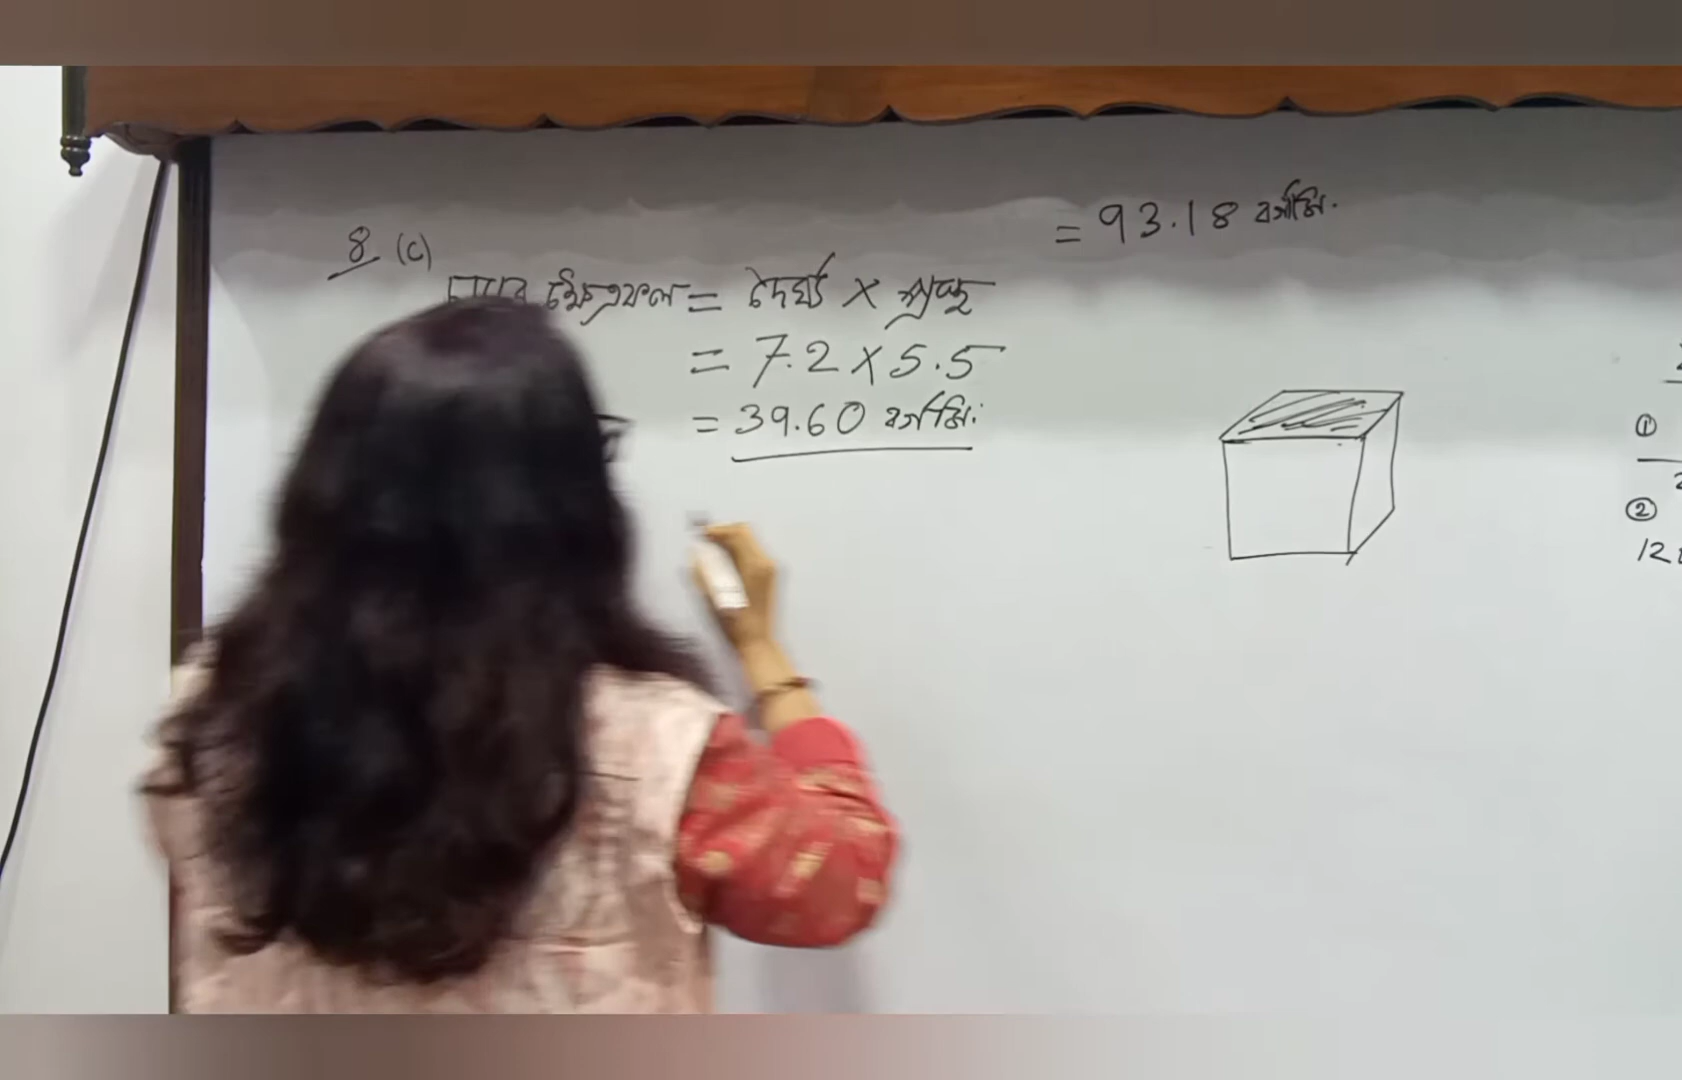 = 93.18 বর্গমি.
8 (c)
ছাদের ক্ষেত্রফল = দৈর্ঘ্য × প্রস্থ
= 7.2 × 5.5
= 39.60 বর্গমি.
①
②
12